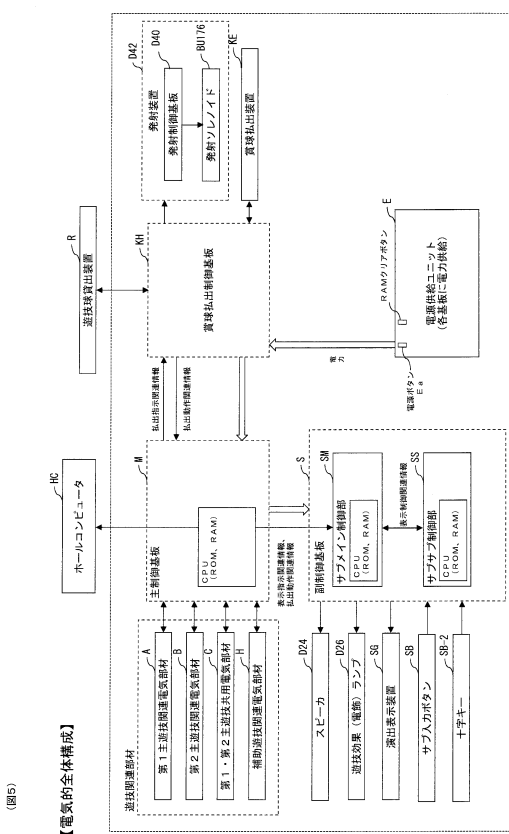 (図5)
【電気的全体構成】
ホールコンピュータ
HC
遊技球貸出装置
R
遊技関連部材
第1主遊技関連電気部材
A
第2主遊技関連電気部材
B
第1・第2主遊技共用電気部材
C
補助遊技関連電気部材
H
主制御基板
M
CPU
(ROM、RAM)
払出指示関連情報
払出動作関連情報
賞球払出制御基板
KH
発射装置
D42
発射制御基板
D40
発射ソレノイド
BU176
賞球払出装置
KE
表示指示関連情報、
払出動作関連情報
スピーカ
D24
遊技効果(電飾)ランプ
D26
演出表示装置
SG
サブ入力ボタン
SB
十字キー
SB-2
副制御基板
S
サブメイン制御部
SM
CPU
(ROM、RAM)
表示制御関連情報
サブサブ制御部
SS
CPU
(ROM、RAM)
電力
電源ボタン
Ea
RAMクリアボタン
電源供給ユニット
(各基板に電力供給)
E